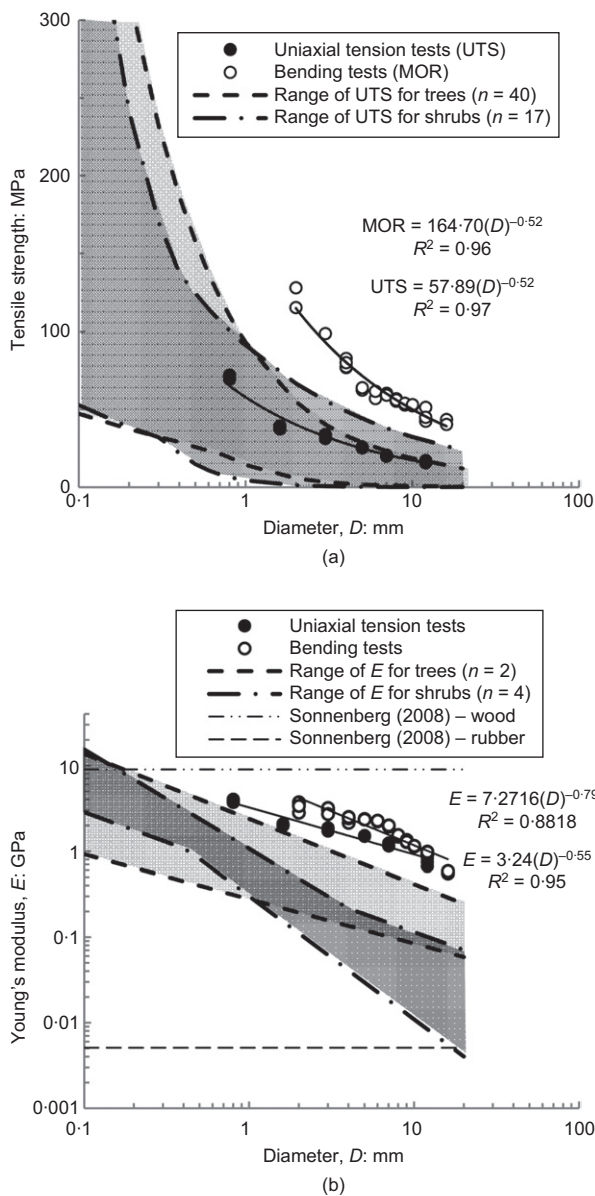 300
200
100
0
Tensile strength: MPa
Uniaxial tension tests (UTS)
Bending tests (MOR)
Range of UTS for trees (n = 40)
Range of UTS for shrubs (n = 17)
MOR = 164·70(D)^–0·52
R² = 0·96
UTS = 57·89(D)^–0·52
R² = 0·97
0·1 1 10 100
Diameter, D: mm
(a)
Uniaxial tension tests
Bending tests
Range of E for trees (n = 2)
Range of E for shrubs (n = 4)
Sonnenberg (2008) – wood
Sonnenberg (2008) – rubber
10
1
0·1
0·01
0·001
Young's modulus, E: GPa
E = 7·2716(D)^–0·79
R² = 0·8818
E = 3·24(D)^–0·55
R² = 0·95
0·1 1 10 100
Diameter, D: mm
(b)